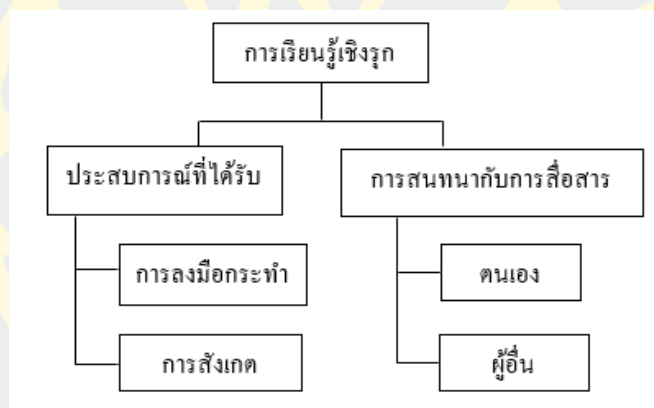 การเรียนรู้เชิงรุก
ประสบการณ์ที่ได้รับ
การลงมือกระทำ
การสังเกต
การสนทนากับการสื่อสาร
ตนเอง
ผู้อื่น